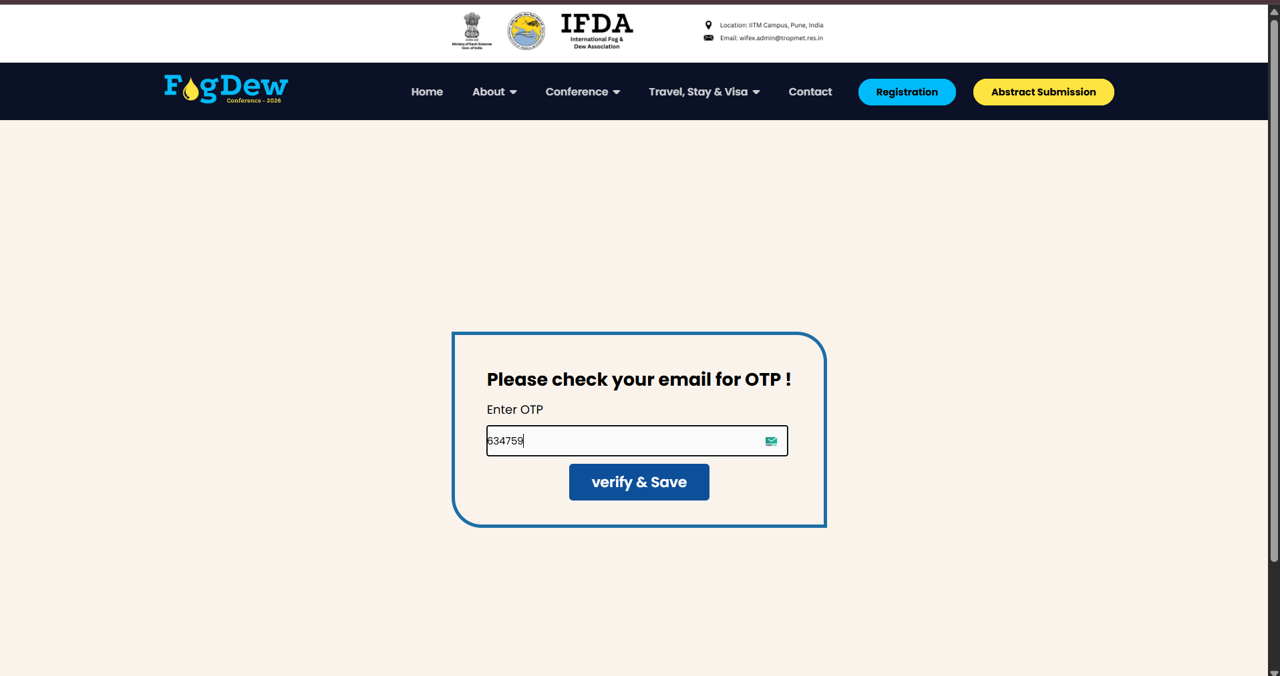 Ministry of Earth Sciences
Govt. of India
IFDA
International Fog &
Dew Association
Location: IITM Campus, Pune, India
Email: wifex.admin@tropmet.res.in
FogDew
Conference - 2026
Home
About
Conference
Travel, Stay & Visa
Contact
Registration
Abstract Submission
Please check your email for OTP !
Enter OTP
634759
verify & Save